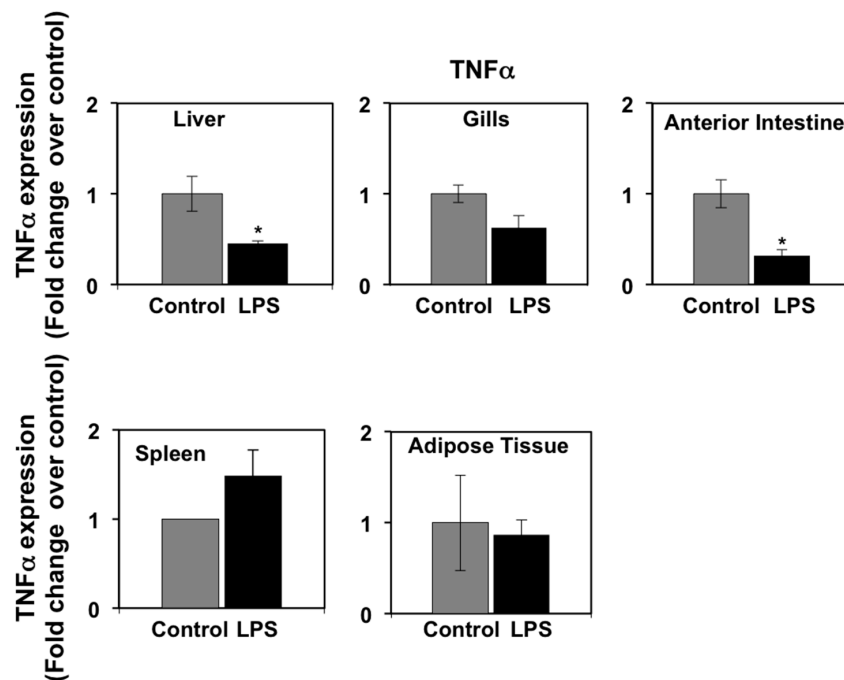 TNFα
TNFα expression
(Fold change over control)
2
1
0
Liver
*
Control LPS
2
1
0
Gills
Control LPS
2
1
0
Anterior Intestine
*
Control LPS
TNFα expression
(Fold change over control)
2
1
0
Spleen
Control LPS
2
1
0
Adipose Tissue
Control LPS